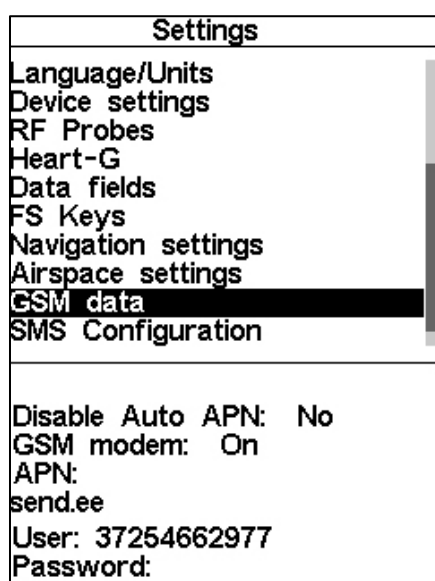 Settings
Language/Units
Device settings
RF Probes
Heart-G
Data fields
FS Keys
Navigation settings
Airspace settings
GSM data
SMS Configuration
Disable Auto APN: No
GSM modem: On
APN:
send.ee
User: 37254662977
Password: